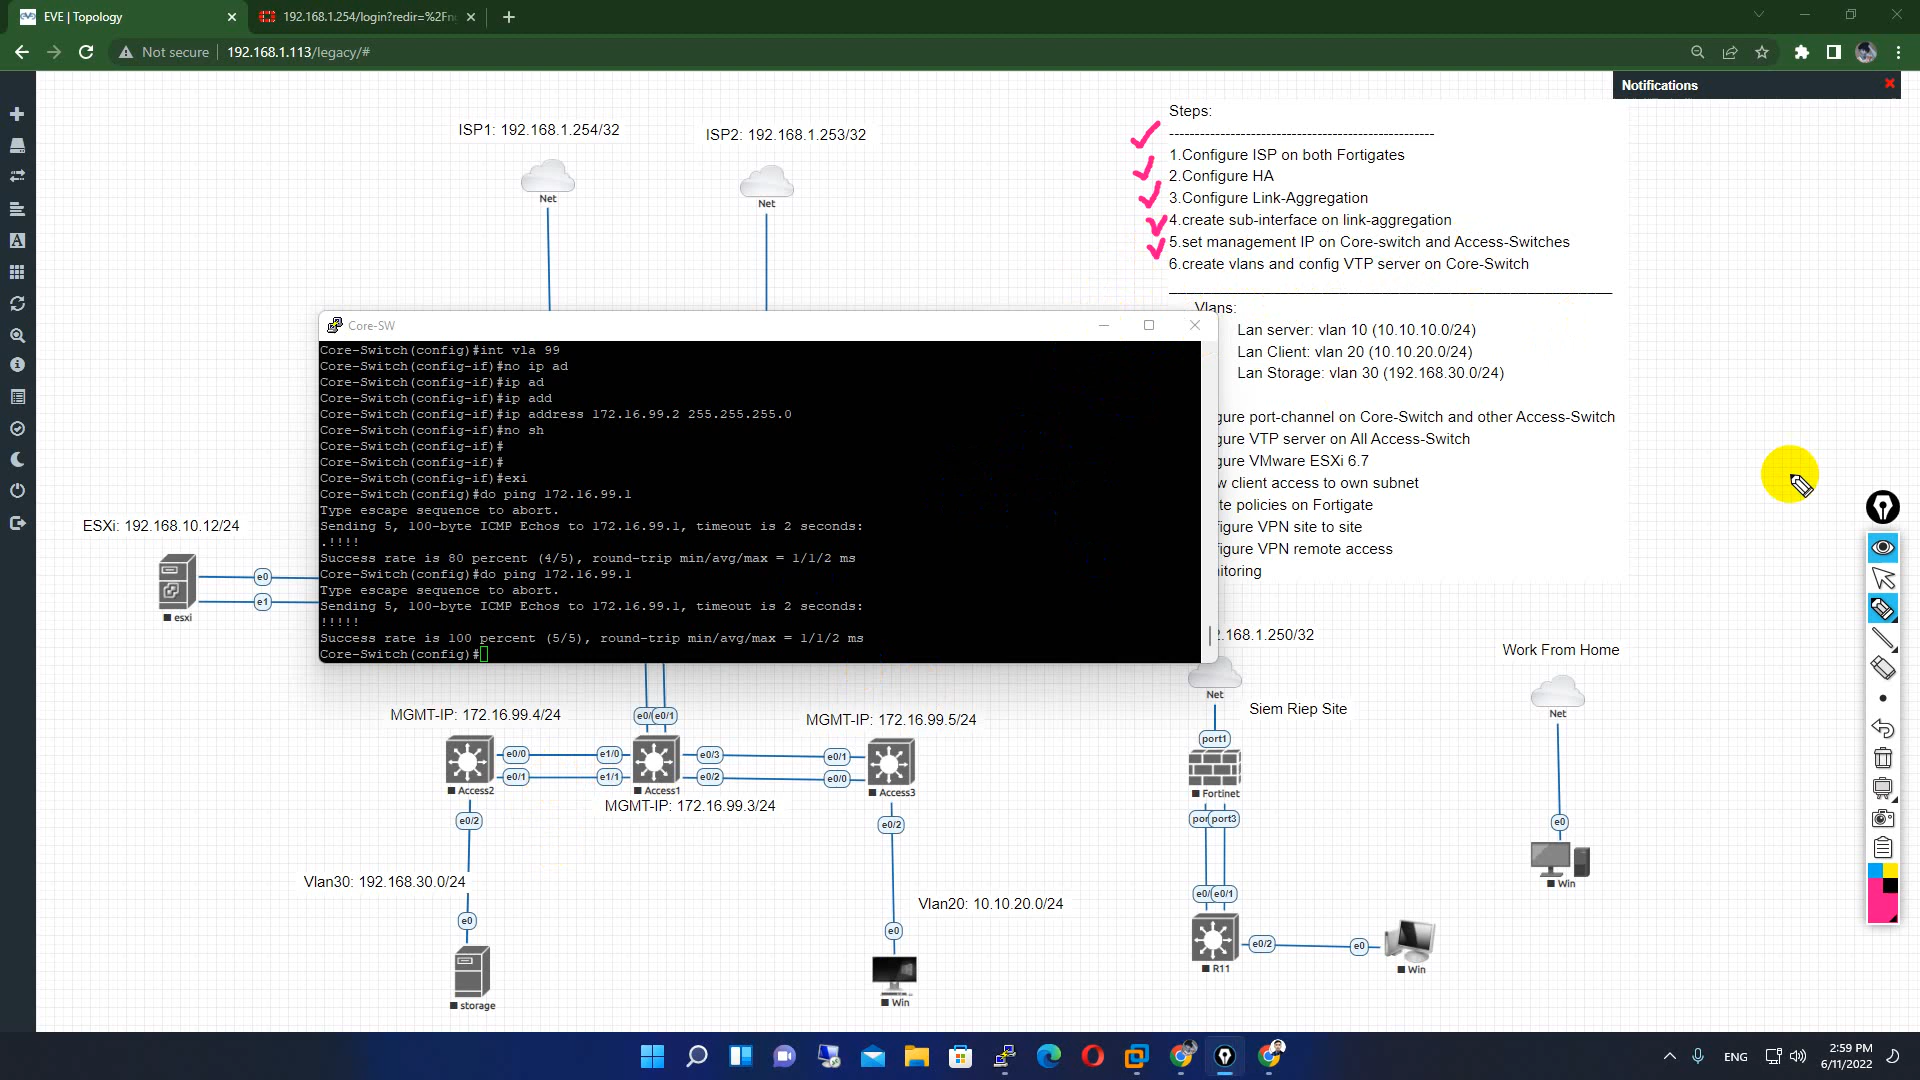 EVE | Topology
192.168.1.254/login?redir=%2Fn
Not secure
192.168.1.113/legacy/#
Notifications
ISP1: 192.168.1.254/32
ISP2: 192.168.1.253/32
Net
Net
Steps:
-----------------------------------------------------
1.Configure ISP on both Fortigates
2.Configure HA
3.Configure Link-Aggregation
4.create sub-interface on link-aggregation
5.set management IP on Core-switch and Access-Switches
6.create vlans and config VTP server on Core-Switch
Vlans:
Lan server: vlan 10 (10.10.10.0/24)
Lan Client: vlan 20 (10.10.20.0/24)
Lan Storage: vlan 30 (192.168.30.0/24)
gure port-channel on Core-Switch and other Access-Switch
gure VTP server on All Access-Switch
gure VMware ESXi 6.7
w client access to own subnet
te policies on Fortigate
figure VPN site to site
figure VPN remote access
itoring
Core-SW
Core-Switch(config)#int vla 99
Core-Switch(config-if)#no ip ad
Core-Switch(config-if)#ip ad
Core-Switch(config-if)#ip add
Core-Switch(config-if)#ip address 172.16.99.2 255.255.255.0
Core-Switch(config-if)#no sh
Core-Switch(config-if)#
Core-Switch(config-if)#
Core-Switch(config-if)#exi
Core-Switch(config)#do ping 172.16.99.1
Type escape sequence to abort.
Sending 5, 100-byte ICMP Echos to 172.16.99.1, timeout is 2 seconds:
.!!!!
Success rate is 80 percent (4/5), round-trip min/avg/max = 1/1/2 ms
Core-Switch(config)#do ping 172.16.99.1
Type escape sequence to abort.
Sending 5, 100-byte ICMP Echos to 172.16.99.1, timeout is 2 seconds:
!!!!!
Success rate is 100 percent (5/5), round-trip min/avg/max = 1/1/2 ms
Core-Switch(config)#
ESXi: 192.168.10.12/24
e0
e1
esxi
2.168.1.250/32
Net
Siem Riep Site
Work From Home
Net
MGMT-IP: 172.16.99.4/24
e0/ e0/1
MGMT-IP: 172.16.99.5/24
port1
e0/0
e1/0
e0/3
e0/1
e0/1
e1/1
e0/2
e0/0
Access2
Access1
Access3
Fortinet
MGMT-IP: 172.16.99.3/24
e0/2
e0/2
por port3
e0
Vlan30: 192.168.30.0/24
Vlan20: 10.10.20.0/24
Win
e0
e0
e0/ e0/1
e0/2
e0
R11
Win
storage
Win
ENG
2:59 PM
6/11/2022